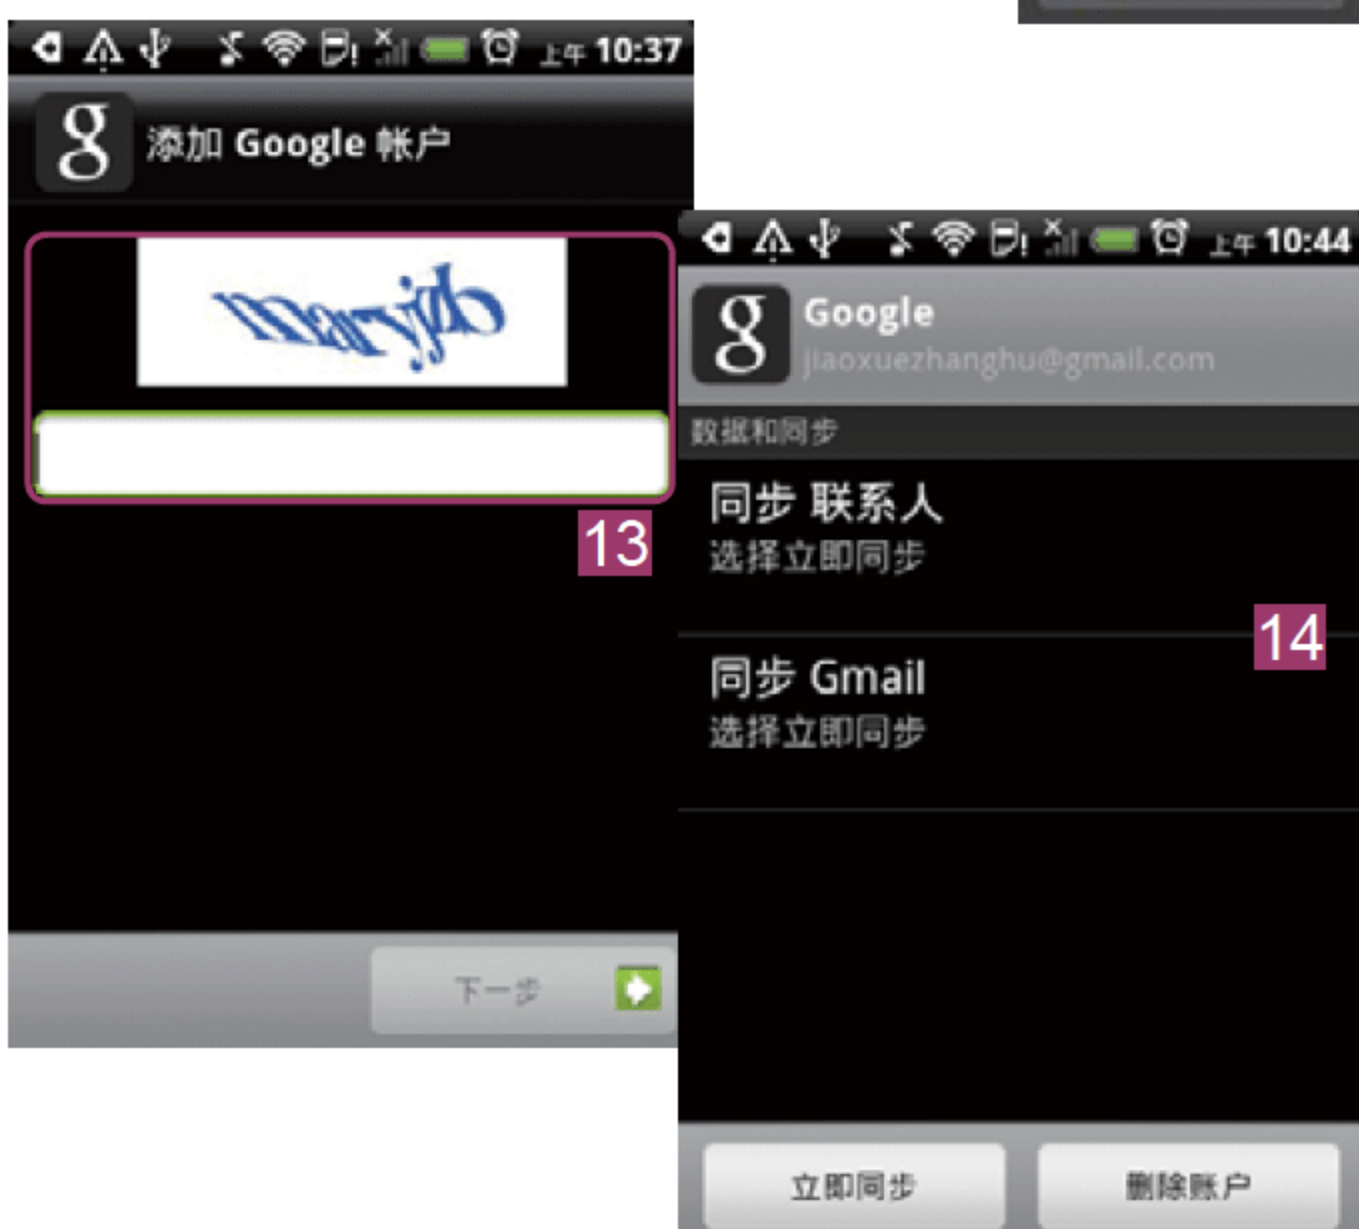 上午 10:37
添加 Google 帐户
13
下一步
上午 10:44
Google
jiaoxuezhanghu@gmail.com
数据和同步
同步 联系人
选择立即同步
14
同步 Gmail
选择立即同步
立即同步
删除账户